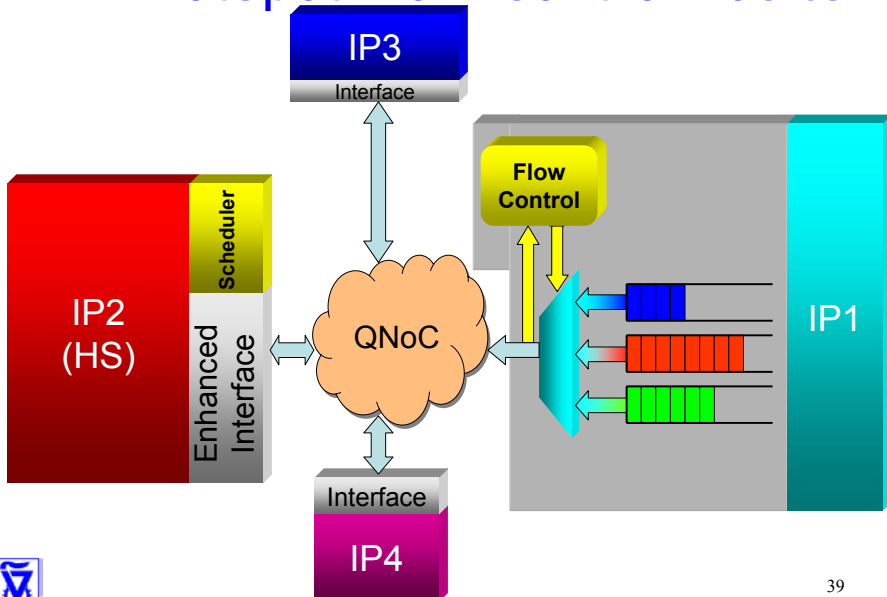 IP3
Interface
Flow
Control
Scheduler
IP2
(HS)
Enhanced
Interface
QNoC
IP1
Interface
IP4
39